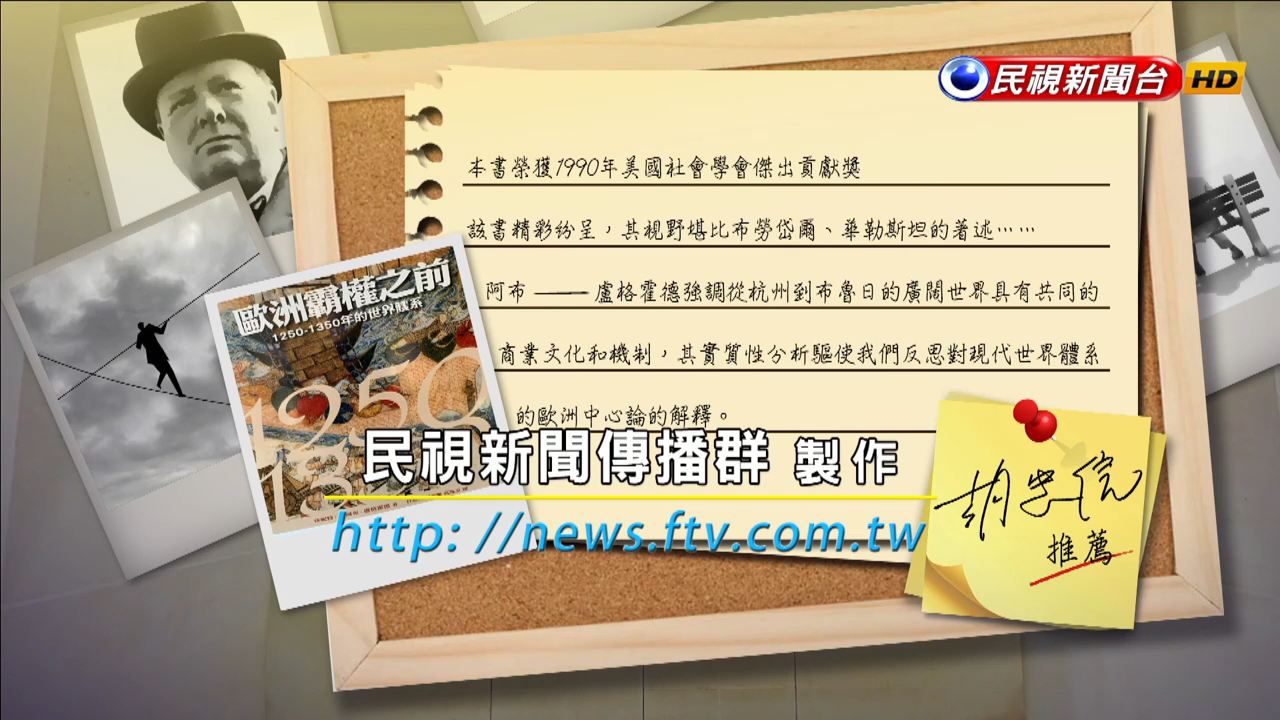 民視新聞台 HD
本書榮獲1990年美國社會學會傑出貢獻獎
該書精彩紛呈，其視野堪比布勞岱爾、華勒斯坦的著述……
阿布——盧格霍德強調從杭州到布魯日的廣闊世界具有共同的
商業文化和機制，其實質性分析驅使我們反思對現代世界體系
的歐洲中心論的解釋。
歐洲霸權之前
1250-1350年的世界體系
1250
民視新聞傳播群 製作
http: //news.ftv.com.tw
胡忠信
推薦